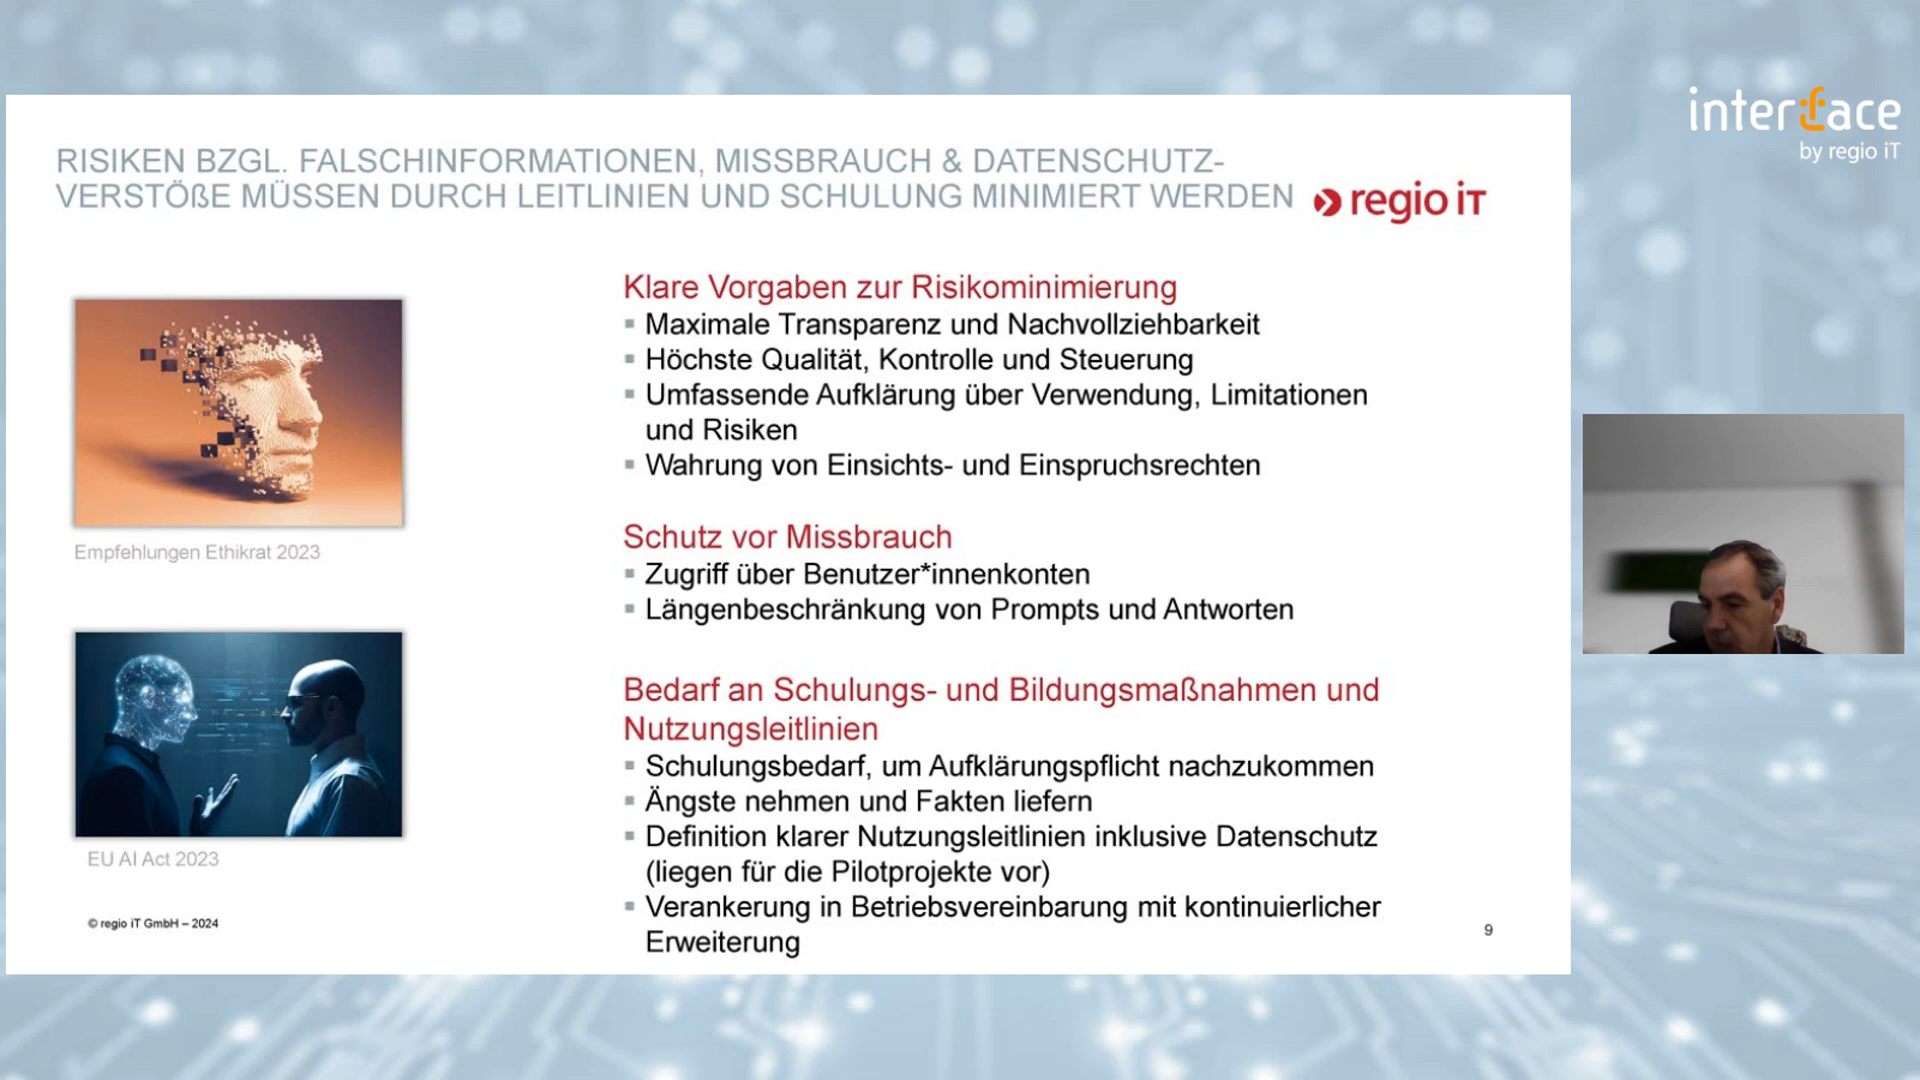 interface
by regio iT
RISIKEN BZGL. FALSCHINFORMATIONEN, MISSBRAUCH & DATENSCHUTZ-
VERSTÖßE MÜSSEN DURCH LEITLINIEN UND SCHULUNG MINIMIERT WERDEN
regio iT
Empfehlungen Ethikrat 2023
EU AI Act 2023
Klare Vorgaben zur Risikominimierung
▪ Maximale Transparenz und Nachvollziehbarkeit
▪ Höchste Qualität, Kontrolle und Steuerung
▪ Umfassende Aufklärung über Verwendung, Limitationen
und Risiken
▪ Wahrung von Einsichts- und Einspruchsrechten
Schutz vor Missbrauch
▪ Zugriff über Benutzer*innenkonten
▪ Längenbeschränkung von Prompts und Antworten
Bedarf an Schulungs- und Bildungsmaßnahmen und
Nutzungsleitlinien
▪ Schulungsbedarf, um Aufklärungspflicht nachzukommen
▪ Ängste nehmen und Fakten liefern
▪ Definition klarer Nutzungsleitlinien inklusive Datenschutz
(liegen für die Pilotprojekte vor)
▪ Verankerung in Betriebsvereinbarung mit kontinuierlicher
Erweiterung
© regio iT GmbH – 2024
9